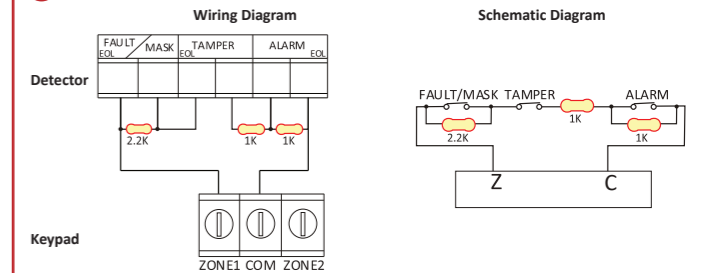 Wiring Diagram
Schematic Diagram
FAULT
EOL
MASK
TAMPER
EOL
ALARM
EOL
Detector
2.2K
1K
1K
FAULT/MASK TAMPER
ALARM
1K
2.2K
1K
Z
C
Keypad
ZONE1 COM ZONE2